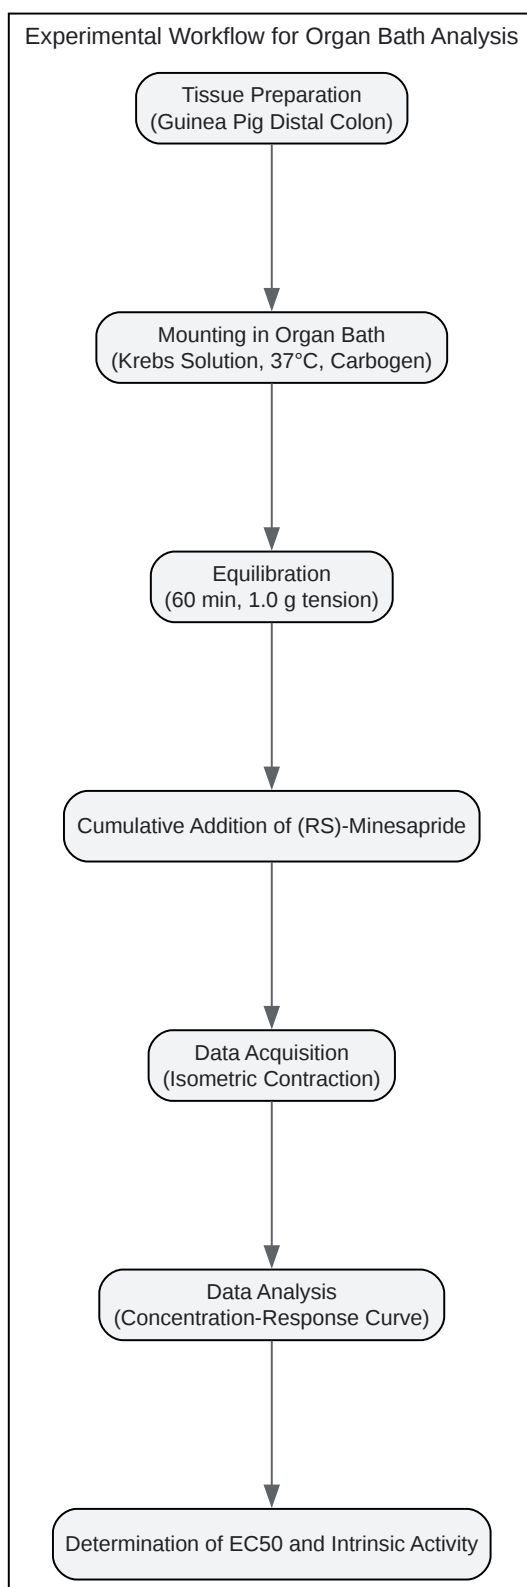 Experimental Workflow for Organ Bath Analysis
Tissue Preparation
(Guinea Pig Distal Colon)
Mounting in Organ Bath
(Krebs Solution, 37°C, Carbogen)
Equilibration
(60 min, 1.0 g tension)
Cumulative Addition of (RS)-Minesapride
Data Acquisition
(Isometric Contraction)
Data Analysis
(Concentration-Response Curve)
Determination of EC50 and Intrinsic Activity